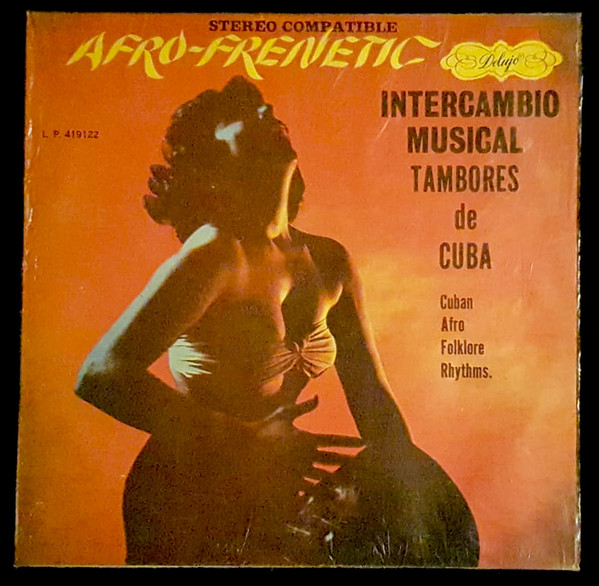 STEREO COMPATIBLE
AFRO-FRENETIC
Delujo
INTERCAMBIO
MUSICAL
TAMBORES
de
CUBA
L. P. 419122
Cuban
Afro
Folklore
Rhythms.